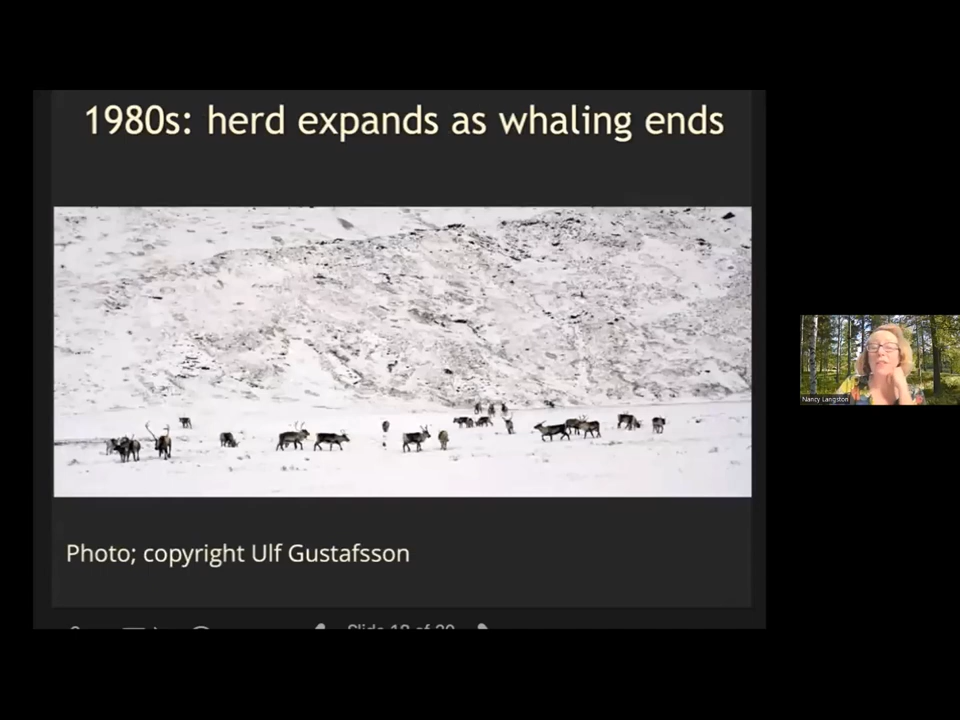 1980s: herd expands as whaling ends
Photo; copyright Ulf Gustafsson
Nancy Langston